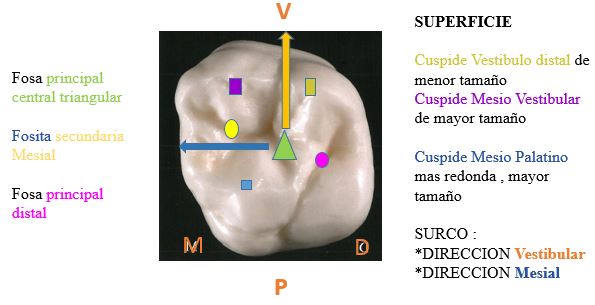 V
Fosa principal
central triangular
Fosita secundaria
Mesial
Fosa principal
distal
M
D
P
SUPERFICIE
Cuspide Vestibulo distal de
menor tamaño
Cuspide Mesio Vestibular
de mayor tamaño
Cuspide Mesio Palatino
mas redonda , mayor
tamaño
SURCO :
*DIRECCION Vestibular
*DIRECCION Mesial